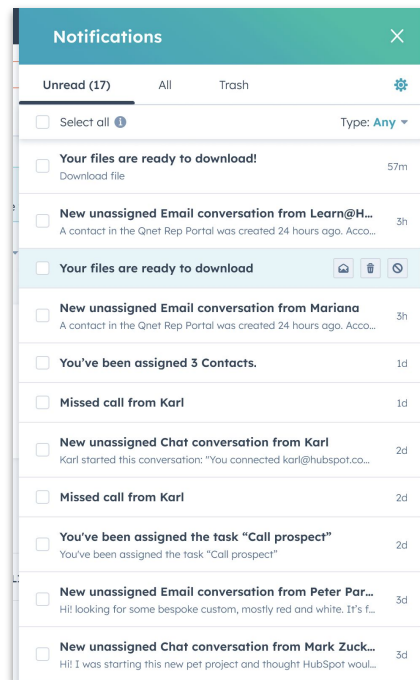 Notifications
Unread (17) All Trash
Select all Type: Any
Your files are ready to download!
Download file
57m
New unassigned Email conversation from Learn@H...
A contact in the Qnet Rep Portal was created 24 hours ago. Acco...
3h
Your files are ready to download
New unassigned Email conversation from Mariana
A contact in the Qnet Rep Portal was created 24 hours ago. Acco...
3h
You’ve been assigned 3 Contacts.
1d
Missed call from Karl
1d
New unassigned Chat conversation from Karl
Karl started this conversation: "You connected karl@hubspot.co...
2d
Missed call from Karl
2d
You've been assigned the task “Call prospect”
You've been assigned the task “Call prospect”
2d
New unassigned Email conversation from Peter Par...
Hi! looking for some bespoke custom, mostly red and white. It’s f...
3d
New unassigned Chat conversation from Mark Zuck...
Hi! I was starting this new pet project and thought HubSpot woul...
3d